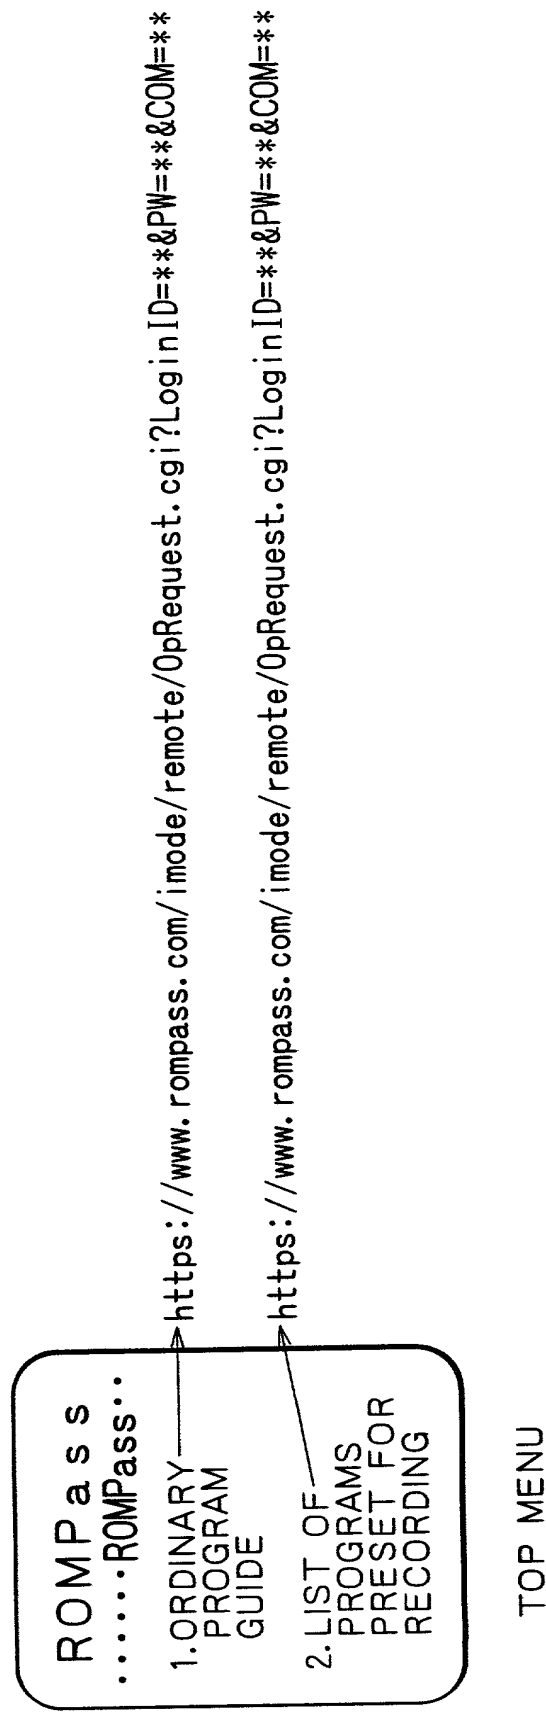 ROMPass
······ROMPass··
1.ORDINARY
PROGRAM
GUIDE
https://www.rompass.com/imode/remote/OpRequest.cgi?LoginID=**&PW=**&COM=**
2.LIST OF
PROGRAMS
PRESET FOR
RECORDING
https://www.rompass.com/imode/remote/OpRequest.cgi?LoginID=**&PW=**&COM=**
TOP MENU